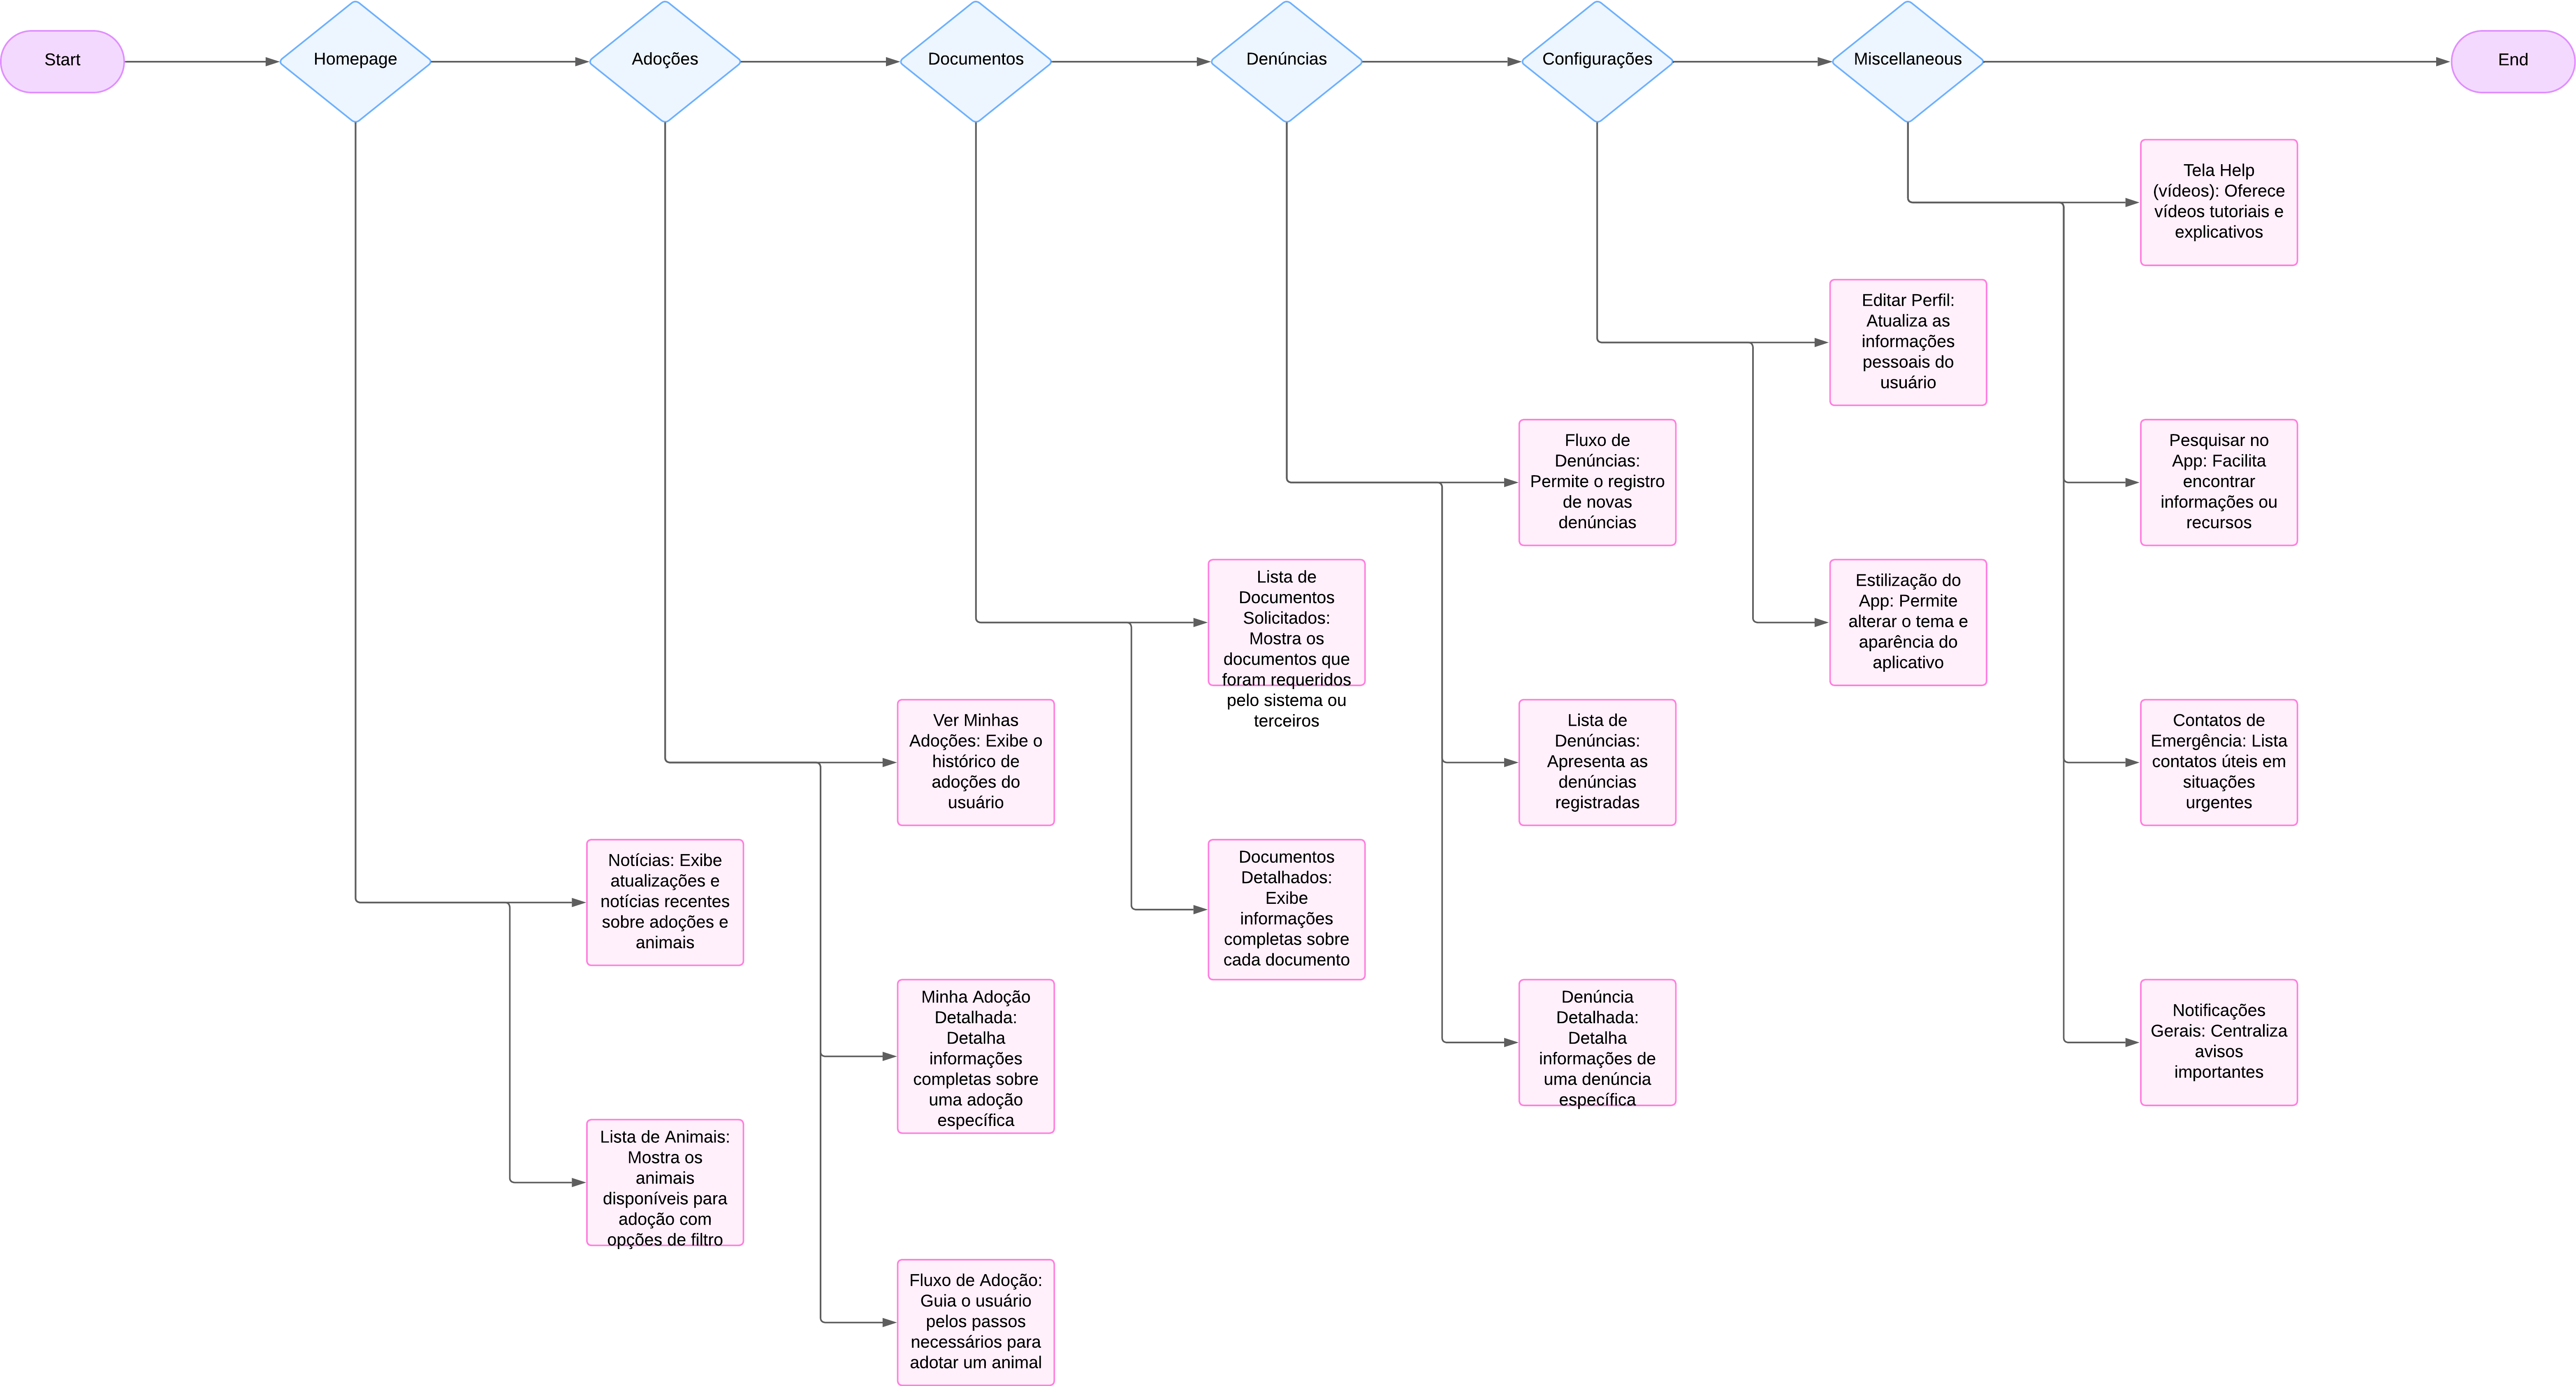 Start
Homepage
Adoções
Documentos
Denúncias
Configurações
Miscellaneous
End
Tela Help
(vídeos): Oferece
vídeos tutoriais e
explicativos
Editar Perfil:
Atualiza as
informações
pessoais do
usuário
Fluxo de
Denúncias:
Permite o registro
de novas
denúncias
Pesquisar no
App: Facilita
encontrar
informações ou
recursos
Lista de
Documentos
Solicitados:
Mostra os
documentos que
foram requeridos
pelo sistema ou
terceiros
Estilização do
App: Permite
alterar o tema e
aparência do
aplicativo
Ver Minhas
Adoções: Exibe o
histórico de
adoções do
usuário
Lista de
Denúncias:
Apresenta as
denúncias
registradas
Contatos de
Emergência: Lista
contatos úteis em
situações
urgentes
Notícias: Exibe
atualizações e
notícias recentes
sobre adoções e
animais
Documentos
Detalhados:
Exibe
informações
completas sobre
cada documento
Minha Adoção
Detalhada:
Detalha
informações
completas sobre
uma adoção
específica
Denúncia
Detalhada:
Detalha
informações de
uma denúncia
específica
Notificações
Gerais: Centraliza
avisos
importantes
Lista de Animais:
Mostra os
animais
disponíveis para
adoção com
opções de filtro
Fluxo de Adoção:
Guia o usuário
pelos passos
necessários para
adotar um animal